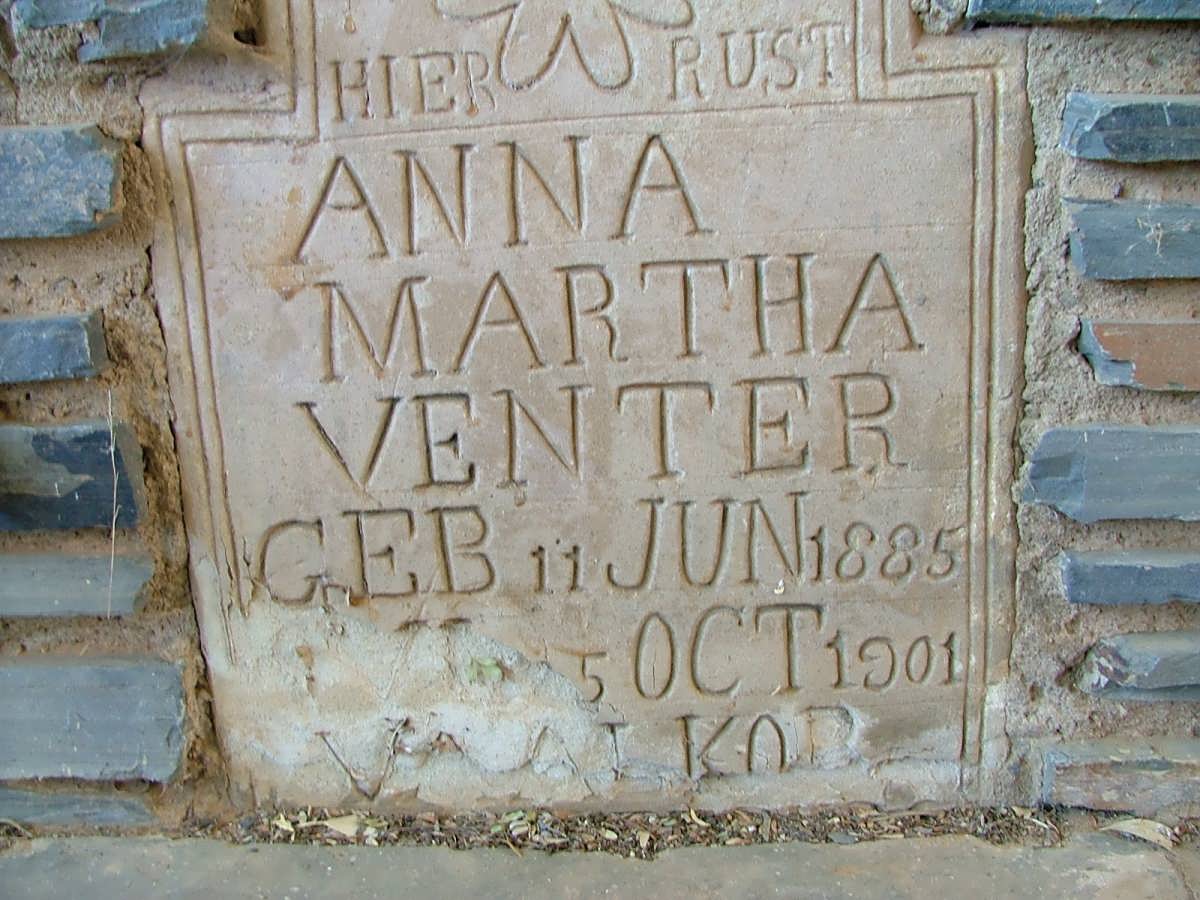 HIER RUST
ANNA
MARTHA
VENTER
GEB 11 JUN 1885
5 OCT 1901